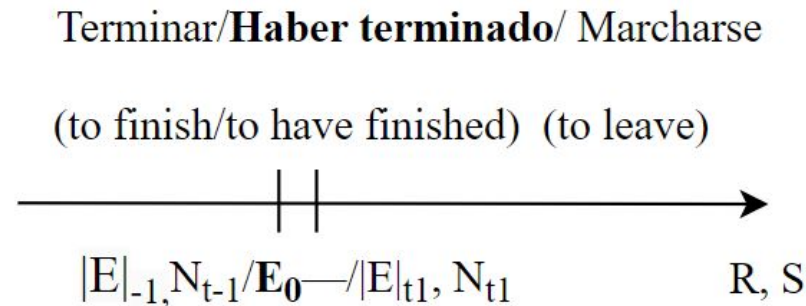 Terminar/Haber terminado/ Marcharse
(to finish/to have finished) (to leave)
|E|-1,Nt-1/E0—/|E|t1, Nt1 R, S